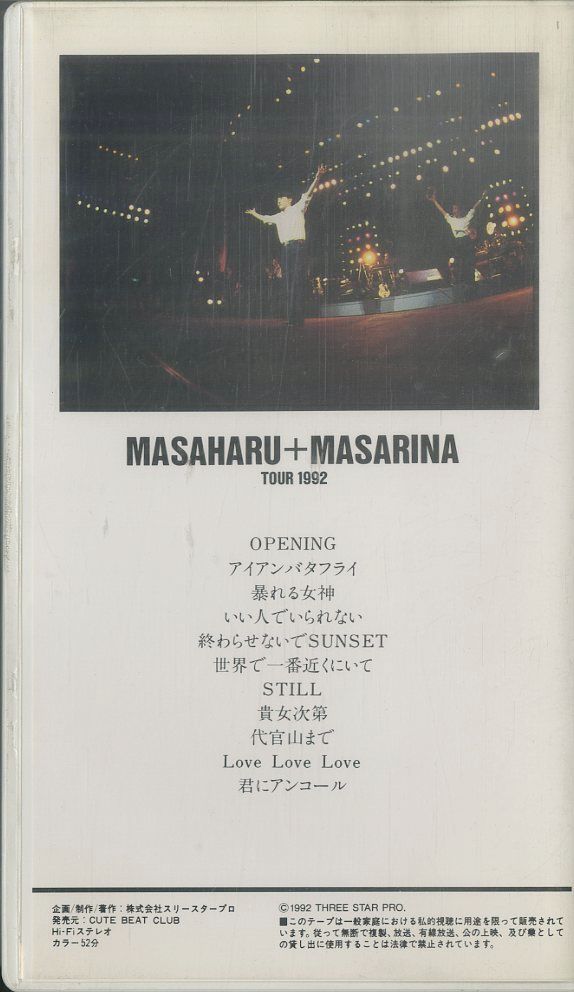 MASAHARU+MASARINA
TOUR 1992
OPENING
アイアンバタフライ
暴れる女神
いい人でいられない
終わらせないでSUNSET
世界で一番近くにいて
STILL
貴女次第
代官山まで
Love Love Love
君にアンコール
企画/制作/著作：株式会社スリースタープロ
発売元：CUTE BEAT CLUB
Hi-Fiステレオ
カラー52分
©1992 THREE STAR PRO.
■このテープは一般家庭における私的視聴に用途を限って販売されて
います。従って無断で複製、放送、有線放送、公の上映、及び業として
の貸し出に使用することは法律で禁止されています。